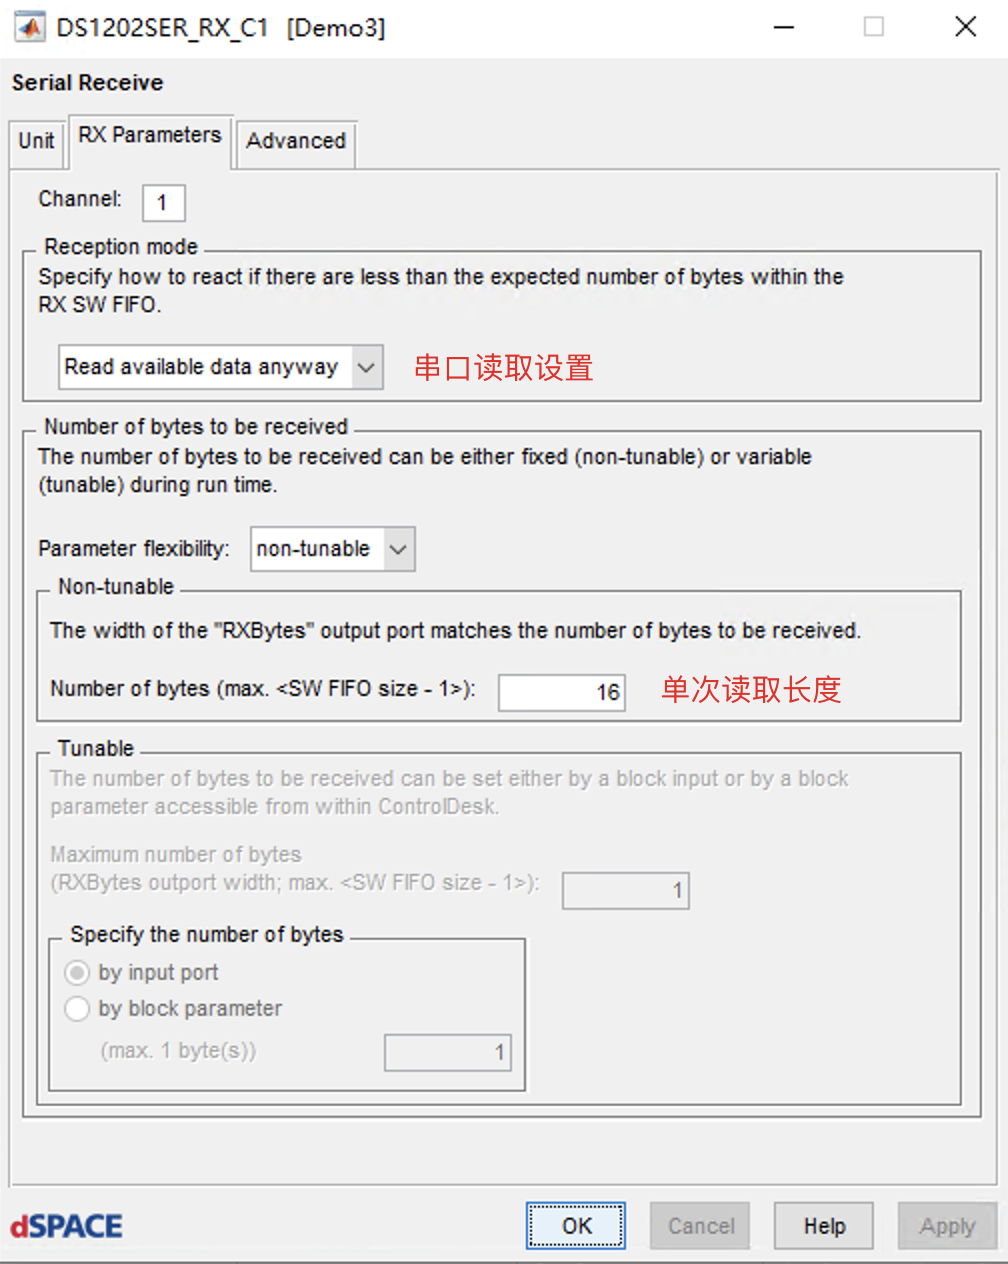 DS1202SER_RX_C1 [Demo3]
Serial Receive
Unit
RX Parameters
Advanced
Channel: 1
Reception mode
Specify how to react if there are less than the expected number of bytes within the
RX SW FIFO.
Read available data anyway 串口读取设置
Number of bytes to be received
The number of bytes to be received can be either fixed (non-tunable) or variable
(tunable) during run time.
Parameter flexibility: non-tunable
Non-tunable
The width of the "RXBytes" output port matches the number of bytes to be received.
Number of bytes (max. <SW FIFO size - 1>): 16 单次读取长度
Tunable
The number of bytes to be received can be set either by a block input or by a block
parameter accessible from within ControlDesk.
Maximum number of bytes
(RXBytes outport width; max. <SW FIFO size - 1>): 1
Specify the number of bytes
by input port
by block parameter
(max. 1 byte(s)) 1
dSPACE
OK
Cancel
Help
Apply